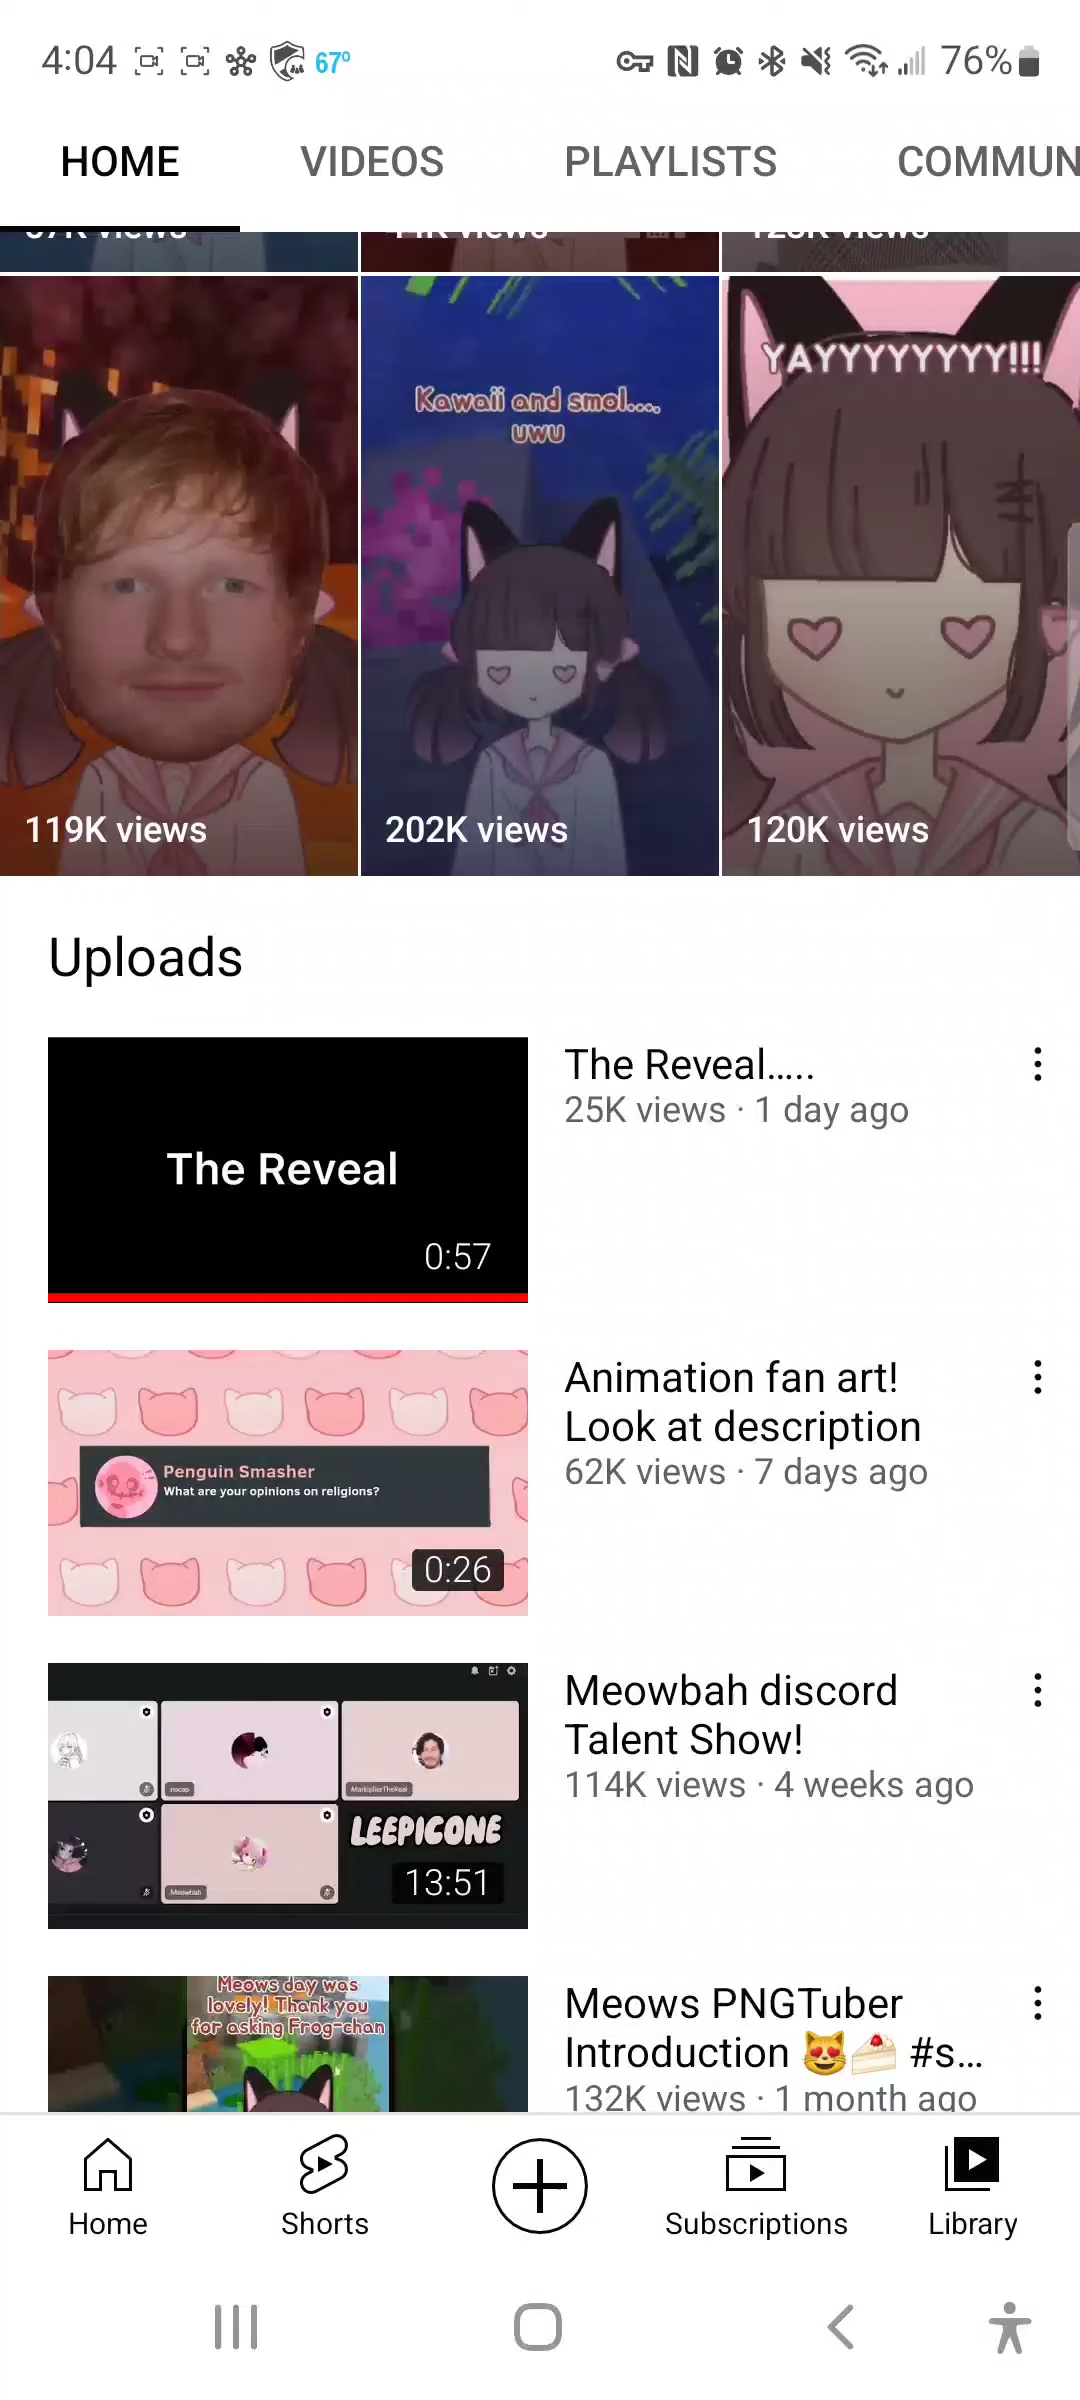 4:04 67°
76%
HOME VIDEOS PLAYLISTS COMMUN
Kawaii and smol....
UWU
YAYYYYYYYYY!!!
119K views
202K views
120K views
Uploads
The Reveal
0:57
The Reveal.....
25K views · 1 day ago
Penguin Smasher
What are your opinions on religions?
0:26
Animation fan art!
Look at description
62K views · 7 days ago
nocap
MarkiplierTheReal
Meowbah
LEEPICONE
13:51
Meowbah discord
Talent Show!
114K views · 4 weeks ago
Meows day was
lovely! Thank you
for asking Frog-chan
Meows PNGTuber
Introduction 😻🍰 #s...
132K views · 1 month ago
Home
Shorts
Subscriptions
Library